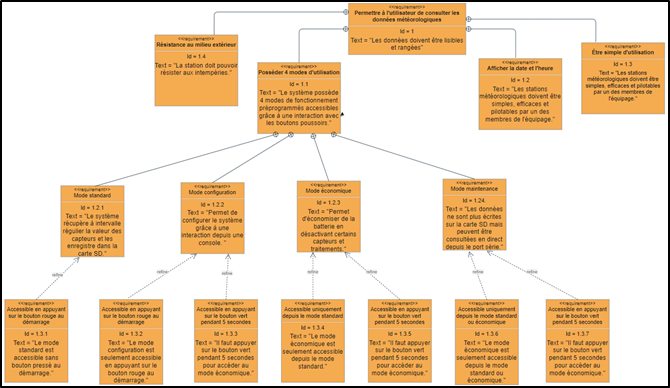 <<requirement>>
Permettre à l'utilisateur de consulter les
données météorologiques
Id = 1
Text = "Les données doivent être lisibles
et rangées"
<<requirement>>
Résistance au milieu extérieur
Id = 1.4
Text = "La station doit pouvoir
résister aux intempéries."
<<requirement>>
Posséder 4 modes d'utilisation
Id = 1.1
Text = "Le système possède
4 modes de fonctionnement
préprogrammés accessibles
grâce à une interaction avec
les boutons poussoirs."
<<requirement>>
Afficher la date et l'heure
Id = 1.2
Text = "Les stations
météorologiques doivent être
simples, efficaces et
pilotables par un des
membres de l'équipage."
<<requirement>>
Être simple d'utilisation
Id = 1.3
Text = "Les stations
météorologiques doivent être
simples, efficaces et pilotables
par un des membres de
l'équipage."
<<requirement>>
Mode standard
Id = 1.2.1
Text = "Le système
récupère à intervalle
régulier la valeur des
capteurs et les
enregistre dans la
carte SD."
<<requirement>>
Mode configuration
Id = 1.2.2
Text = "Permet de
configurer le système
grâce à une
interaction depuis une
console. "
<<requirement>>
Mode économique
Id = 1.2.3
Text = "Permet
d'économiser de la
batterie en
désactivant certains
capteurs et
traitements."
<<requirement>>
Mode maintenance
Id = 1.24.
Text = "Les données
ne sont plus écrites
sur la carte SD mais
peuvent être
consultées en direct
depuis le port série."
refine
refine
refine
refine
refine
refine
refine
<<requirement>>
Accessible en appuyant
sur le bouton rouge au
démarrage
Id = 1.3.1
Text = "Le mode
standard est
accessible sans
bouton pressé au
démarrage."
<<requirement>>
Accessible en appuyant
sur le bouton rouge au
démarrage
Id = 1.3.2
Text = "Le mode
configuration est
seulement accessible
en appuyant sur le
bouton rouge au
démarrage."
<<requirement>>
Accessible en appuyant
sur le bouton vert
pendant 5 secondes
Id = 1.3.3
Text = "Il faut appuyer
sur le bouton vert
pendant 5 secondes
pour accéder au
mode économique."
<<requirement>>
Accessible uniquement
depuis le mode standard
Id = 1.3.4
Text = "Le mode
économique est
seulement accessible
depuis le mode
standard."
<<requirement>>
Accessible en appuyant
sur le bouton vert
pendant 5 secondes
Id = 1.3.5
Text = "Il faut appuyer
sur le bouton vert
pendant 5 secondes
pour accéder au
mode économique."
<<requirement>>
Accessible uniquement
depuis le mode standard
ou économique
Id = 1.3.6
Text = "Le mode
économique est
seulement accessible
depuis le mode
standard ou
économique."
<<requirement>>
Accessible en appuyant
sur le bouton vert
pendant 5 secondes
Id = 1.3.7
Text = "Il faut appuyer
sur le bouton vert
pendant 5 secondes
pour accéder au
mode économique."